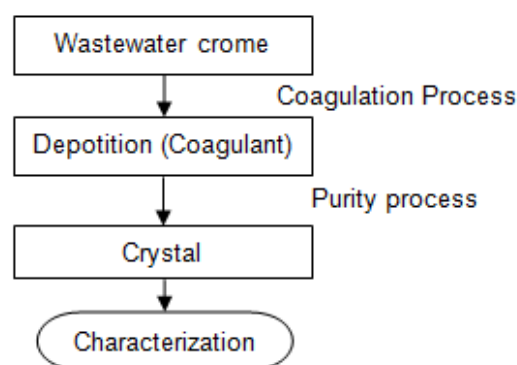 Wastewater crome
Coagulation Process
Depotition (Coagulant)
Purity process
Crystal
Characterization